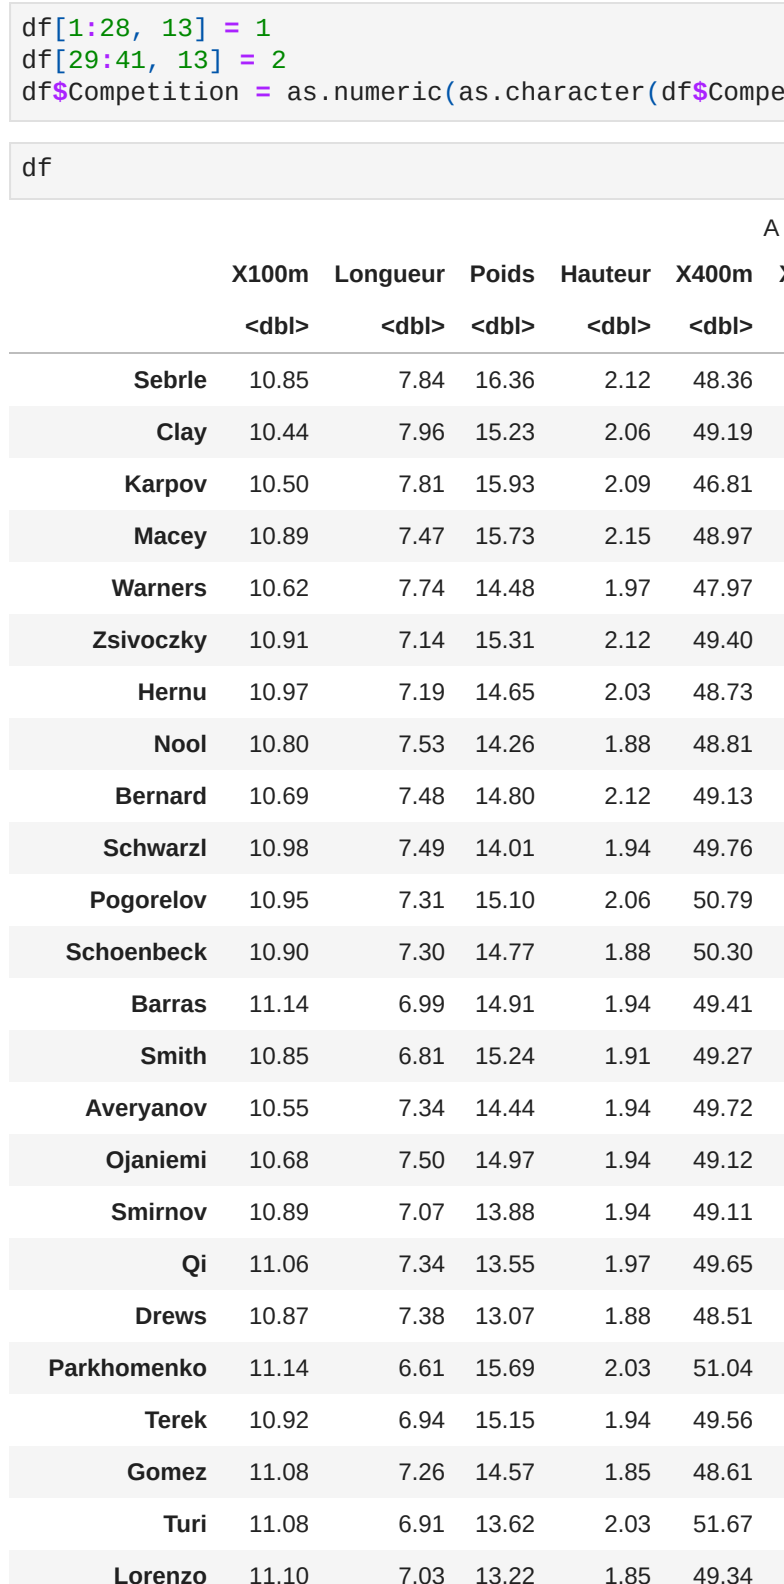 df[1:28, 13] = 1
df[29:41, 13] = 2
df$Competition = as.numeric(as.character(df$Compe
df
A
X100m Longueur Poids Hauteur X400m
<dbl> <dbl> <dbl> <dbl> <dbl>
Sebrle 10.85 7.84 16.36 2.12 48.36
Clay 10.44 7.96 15.23 2.06 49.19
Karpov 10.50 7.81 15.93 2.09 46.81
Macey 10.89 7.47 15.73 2.15 48.97
Warners 10.62 7.74 14.48 1.97 47.97
Zsivoczky 10.91 7.14 15.31 2.12 49.40
Hernu 10.97 7.19 14.65 2.03 48.73
Nool 10.80 7.53 14.26 1.88 48.81
Bernard 10.69 7.48 14.80 2.12 49.13
Schwarzl 10.98 7.49 14.01 1.94 49.76
Pogorelov 10.95 7.31 15.10 2.06 50.79
Schoenbeck 10.90 7.30 14.77 1.88 50.30
Barras 11.14 6.99 14.91 1.94 49.41
Smith 10.85 6.81 15.24 1.91 49.27
Averyanov 10.55 7.34 14.44 1.94 49.72
Ojaniemi 10.68 7.50 14.97 1.94 49.12
Smirnov 10.89 7.07 13.88 1.94 49.11
Qi 11.06 7.34 13.55 1.97 49.65
Drews 10.87 7.38 13.07 1.88 48.51
Parkhomenko 11.14 6.61 15.69 2.03 51.04
Terek 10.92 6.94 15.15 1.94 49.56
Gomez 11.08 7.26 14.57 1.85 48.61
Turi 11.08 6.91 13.62 2.03 51.67
Lorenzo 11.10 7.03 13.22 1.85 49.34